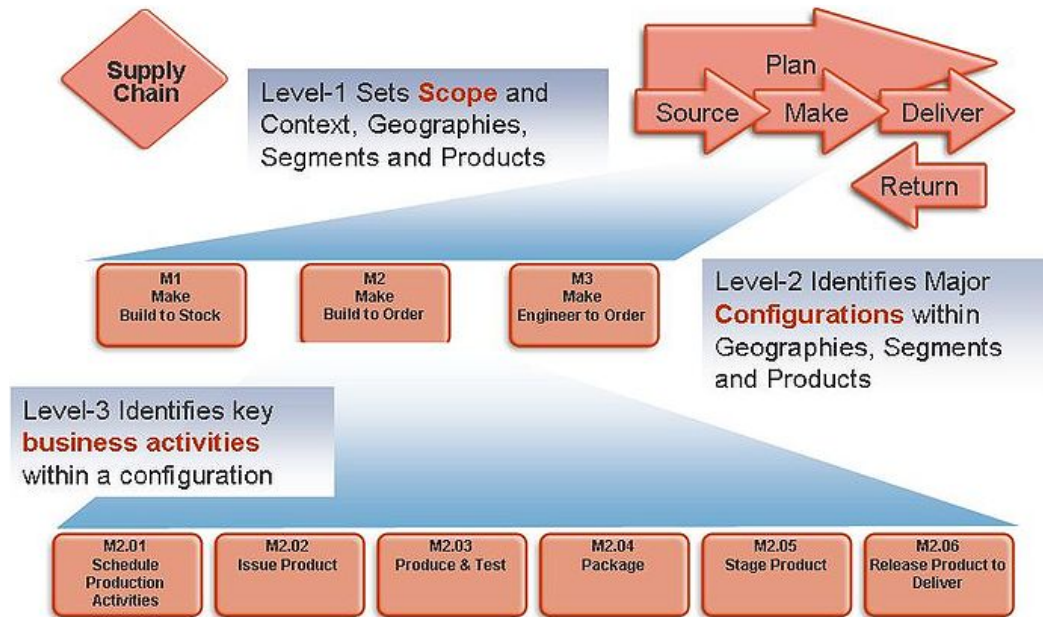 Supply
Chain
Level-1 Sets Scope and
Context, Geographies,
Segments and Products
Plan
Source
Make
Deliver
Return
M1
Make
Build to Stock
M2
Make
Build to Order
M3
Make
Engineer to Order
Level-2 Identifies Major
Configurations within
Geographies, Segments
and Products
Level-3 Identifies key
business activities
within a configuration
M2.01
Schedule
Production
Activities
M2.02
Issue Product
M2.03
Produce & Test
M2.04
Package
M2.05
Stage Product
M2.06
Release Product to
Deliver